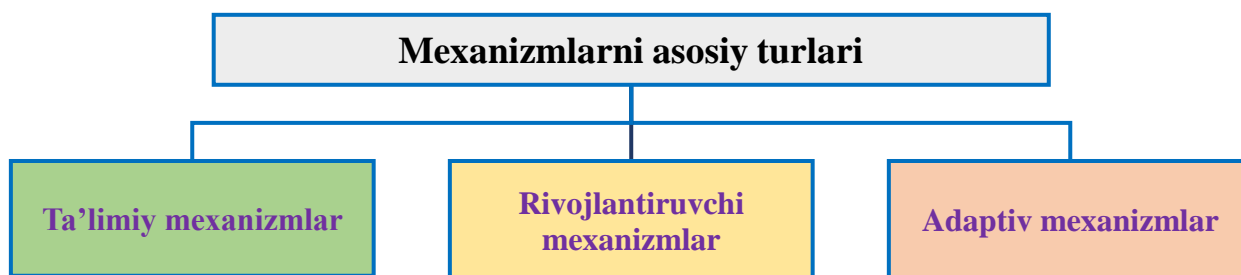 Mexanizmlarni asosiy turlari
Ta’limiy mexanizmlar
Rivojlantiruvchi
mexanizmlar
Adaptiv mexanizmlar